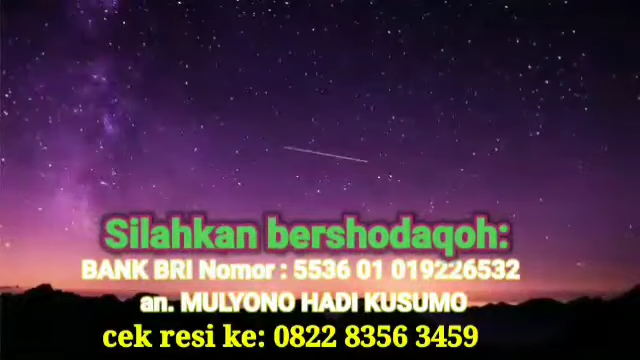 Silahkan bershodaqoh:
BANK BRI Nomor : 5536 01 019226532
an. MULYONO HADI KUSUMO
cek resi ke: 0822 8356 3459